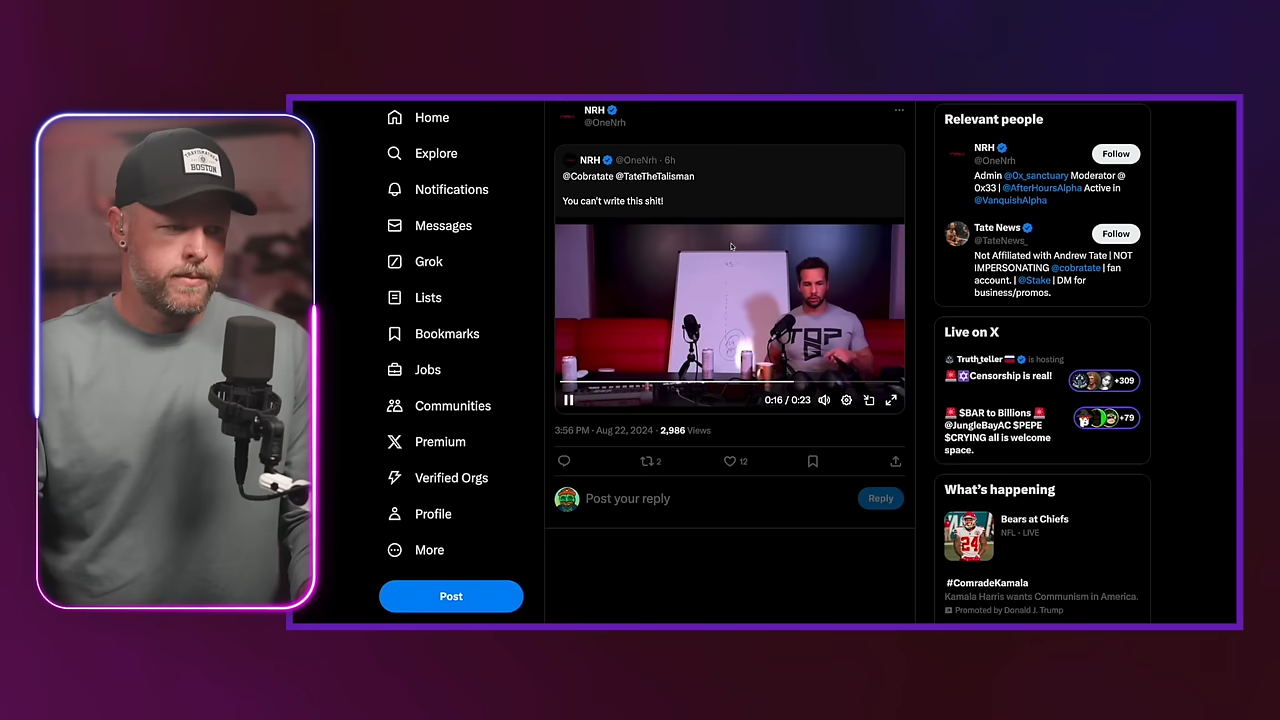 TRAVISMATHEW
BOSTON
Home
Explore
Notifications
Messages
Grok
Lists
Bookmarks
Jobs
Communities
Premium
Verified Orgs
Profile
More
Post
NRH
@OneNrh
NRH @OneNrh · 6h
@Cobratate @TateTheTalisman
You can't write this shit!
TOP
0:16 / 0:23
3:56 PM · Aug 22, 2024 · 2,986 Views
2
12
Post your reply
Reply
Relevant people
NRH
@OneNrh
Follow
Admin @0x_sanctuary Moderator @
0x33 | @AfterHoursAlpha Active in
@VanquishAlpha
Tate News
@TateNews_
Follow
Not Affiliated with Andrew Tate | NOT
IMPERSONATING @cobratate | fan
account. | @Stake | DM for
business/promos.
Live on X
Truth_teller is hosting
Censorship is real!
+309
$BAR to Billions
@JungleBayAC $PEPE
$CRYING all is welcome
space.
+79
What's happening
Bears at Chiefs
NFL · LIVE
24
#ComradeKamala
Kamala Harris wants Communism in America.
Promoted by Donald J. Trump